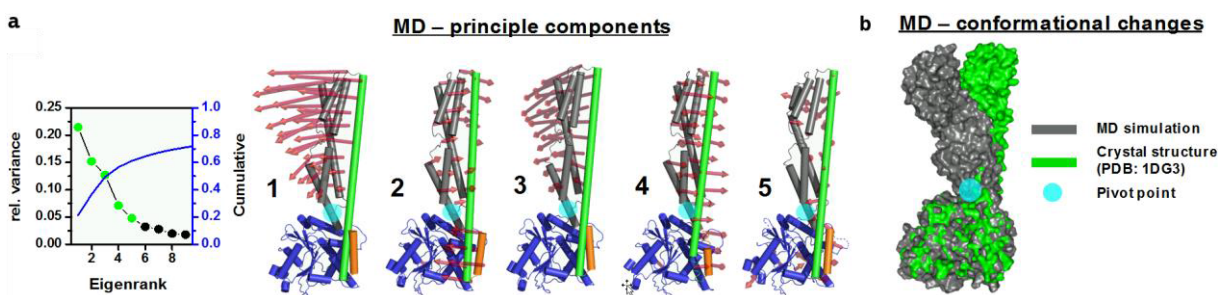 a
MD – principle components
b
MD – conformational changes
0.25
0.20
0.15
0.10
0.05
0.00
rel. variance
1.0
0.8
0.6
0.4
0.2
0.0
Cumulative
2
4
6
8
Eigenrank
1
2
3
4
5
MD simulation
Crystal structure
(PDB: 1DG3)
Pivot point